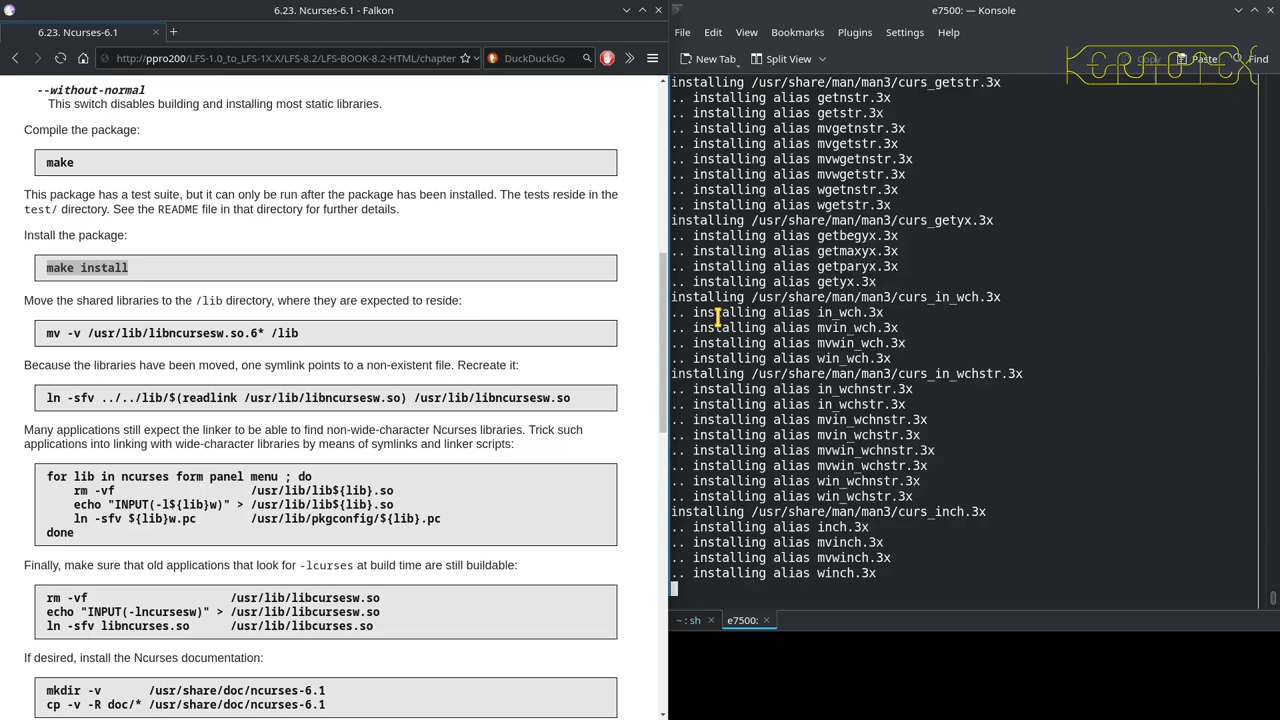 6.23. Ncurses-6.1 - Falkon
6.23. Ncurses-6.1
http://ppro200/LFS-1.0_to_LFS-1X.X/LFS-8.2/LFS-BOOK-8.2-HTML/chapter
DuckDuckGo
--without-normal
This switch disables building and installing most static libraries.
Compile the package:
make
This package has a test suite, but it can only be run after the package has been installed. The tests reside in the
test/ directory. See the README file in that directory for further details.
Install the package:
make install
Move the shared libraries to the /lib directory, where they are expected to reside:
mv -v /usr/lib/libncursesw.so.6* /lib
Because the libraries have been moved, one symlink points to a non-existent file. Recreate it:
ln -sfv ../../lib/$(readlink /usr/lib/libncursesw.so) /usr/lib/libncursesw.so
Many applications still expect the linker to be able to find non-wide-character Ncurses libraries. Trick such
applications into linking with wide-character libraries by means of symlinks and linker scripts:
for lib in ncurses form panel menu ; do
    rm -vf                    /usr/lib/lib${lib}.so
    echo "INPUT(-l${lib}w)" > /usr/lib/lib${lib}.so
    ln -sfv ${lib}w.pc        /usr/lib/pkgconfig/${lib}.pc
done
Finally, make sure that old applications that look for -lcurses at build time are still buildable:
rm -vf                     /usr/lib/libcursesw.so
echo "INPUT(-lncursesw)" > /usr/lib/libcursesw.so
ln -sfv libncurses.so      /usr/lib/libcurses.so
If desired, install the Ncurses documentation:
mkdir -v       /usr/share/doc/ncurses-6.1
cp -v -R doc/* /usr/share/doc/ncurses-6.1
e7500: — Konsole
File Edit View Bookmarks Plugins Settings Help
New Tab Split View Copy Paste Find
installing /usr/share/man/man3/curs_getstr.3x
.. installing alias getnstr.3x
.. installing alias getstr.3x
.. installing alias mvgetnstr.3x
.. installing alias mvgetstr.3x
.. installing alias mvwgetnstr.3x
.. installing alias mvwgetstr.3x
.. installing alias wgetnstr.3x
.. installing alias wgetstr.3x
installing /usr/share/man/man3/curs_getyx.3x
.. installing alias getbegyx.3x
.. installing alias getmaxyx.3x
.. installing alias getparyx.3x
.. installing alias getyx.3x
installing /usr/share/man/man3/curs_in_wch.3x
.. installing alias in_wch.3x
.. installing alias mvin_wch.3x
.. installing alias mvwin_wch.3x
.. installing alias win_wch.3x
installing /usr/share/man/man3/curs_in_wchstr.3x
.. installing alias in_wchnstr.3x
.. installing alias in_wchstr.3x
.. installing alias mvin_wchnstr.3x
.. installing alias mvin_wchstr.3x
.. installing alias mvwin_wchnstr.3x
.. installing alias mvwin_wchstr.3x
.. installing alias win_wchnstr.3x
.. installing alias win_wchstr.3x
installing /usr/share/man/man3/curs_inch.3x
.. installing alias inch.3x
.. installing alias mvinch.3x
.. installing alias mvwinch.3x
.. installing alias winch.3x
~ : sh
e7500: